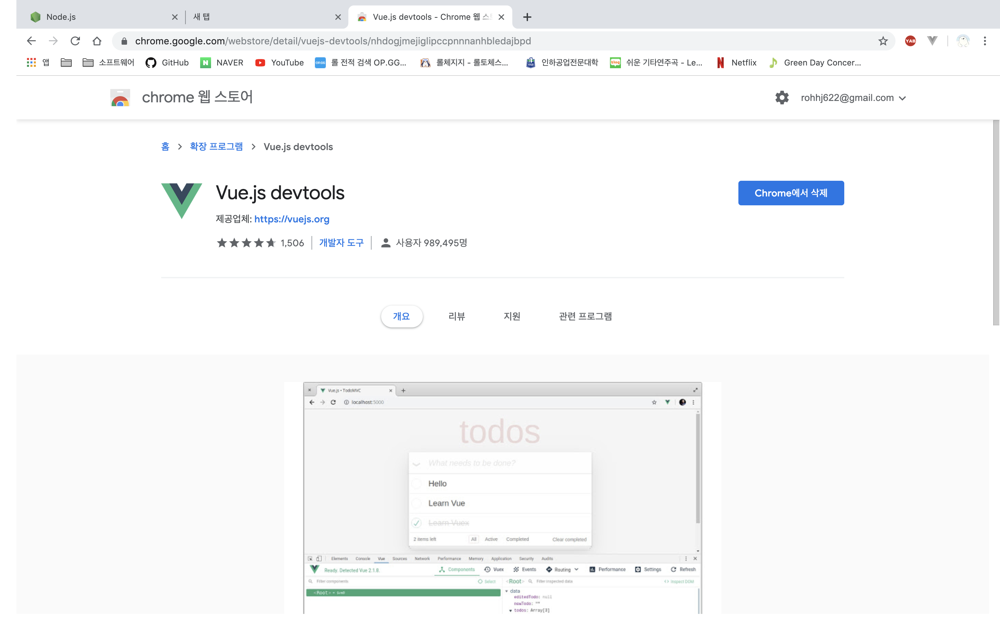 Node.js
새 탭
Vue.js devtools - Chrome 웹
chrome.google.com/webstore/detail/vuejs-devtools/nhdogjmejiglipccpnnnanhbledajbpd
YAB
앱
소프트웨어
GitHub
N NAVER
YouTube
OP.GG 롤 전적 검색 OP.GG...
롤체지지 - 롤토체스...
1958 인하공업전문대학
blog 쉬운 기타연주곡 - Le...
Netflix
Green Day Concer...
chrome 웹 스토어
rohhj622@gmail.com
홈 > 확장 프로그램 > Vue.js devtools
Vue.js devtools
Chrome에서 삭제
제공업체: https://vuejs.org
1,506
개발자 도구
사용자 989,495명
개요
리뷰
지원
관련 프로그램
Vue.js • TodoMVC
localhost:5000
todos
What needs to be done?
Hello
Learn Vue
Learn Vuex
2 items left
All
Active
Completed
Clear completed
Elements
Console
Vue
Sources
Network
Performance
Memory
Application
Security
Audits
Ready. Detected Vue 2.1.8.
Components
Vuex
Events
Routing
Performance
Settings
Refresh
Filter components
Select
<Root>
Filter inspected data
<> Inspect DOM
<Root> = $vm0
data
editedTodo: null
newTodo: ""
todos: Array[3]